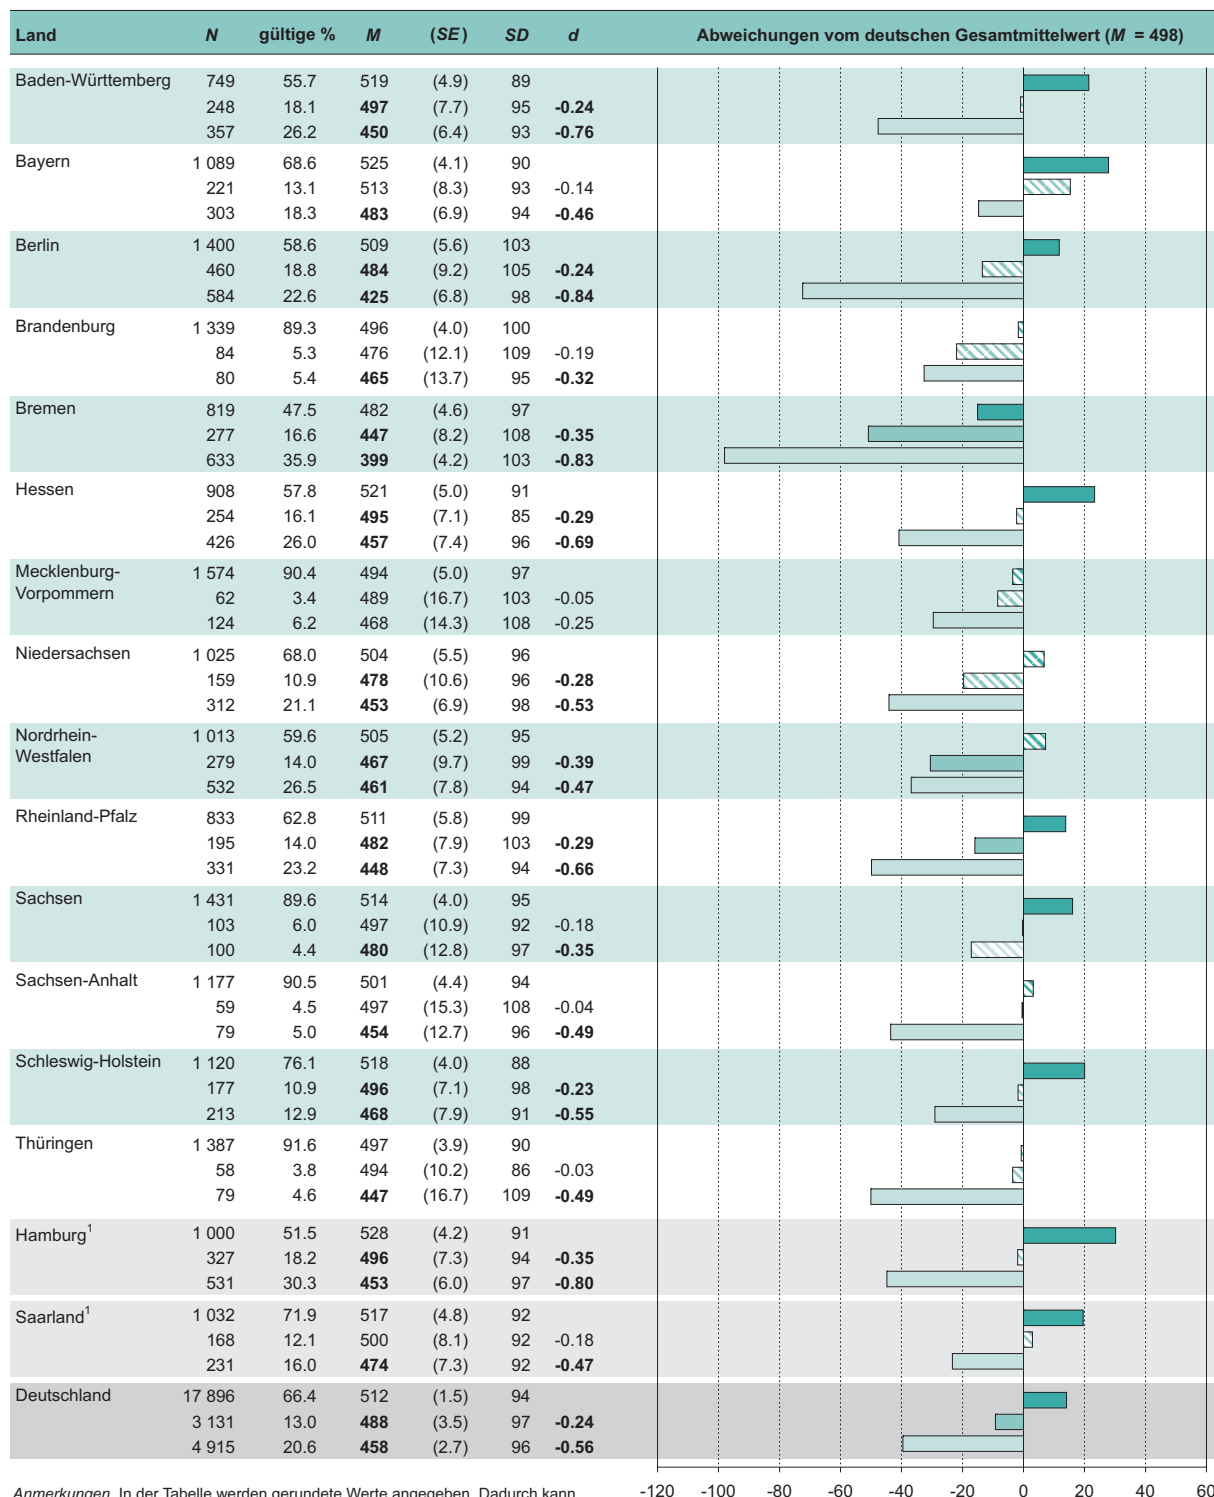 Land N gültige % M (SE) SD d Abweichungen vom deutschen Gesamtmittelwert (M = 498)
Baden-Württemberg 749 55.7 519 (4.9) 89
248 18.1 497 (7.7) 95 -0.24
357 26.2 450 (6.4) 93 -0.76
Bayern 1 089 68.6 525 (4.1) 90
221 13.1 513 (8.3) 93 -0.14
303 18.3 483 (6.9) 94 -0.46
Berlin 1 400 58.6 509 (5.6) 103
460 18.8 484 (9.2) 105 -0.24
584 22.6 425 (6.8) 98 -0.84
Brandenburg 1 339 89.3 496 (4.0) 100
84 5.3 476 (12.1) 109 -0.19
80 5.4 465 (13.7) 95 -0.32
Bremen 819 47.5 482 (4.6) 97
277 16.6 447 (8.2) 108 -0.35
633 35.9 399 (4.2) 103 -0.83
Hessen 908 57.8 521 (5.0) 91
254 16.1 495 (7.1) 85 -0.29
426 26.0 457 (7.4) 96 -0.69
Mecklenburg- 1 574 90.4 494 (5.0) 97
Vorpommern 62 3.4 489 (16.7) 103 -0.05
124 6.2 468 (14.3) 108 -0.25
Niedersachsen 1 025 68.0 504 (5.5) 96
159 10.9 478 (10.6) 96 -0.28
312 21.1 453 (6.9) 98 -0.53
Nordrhein- 1 013 59.6 505 (5.2) 95
Westfalen 279 14.0 467 (9.7) 99 -0.39
532 26.5 461 (7.8) 94 -0.47
Rheinland-Pfalz 833 62.8 511 (5.8) 99
195 14.0 482 (7.9) 103 -0.29
331 23.2 448 (7.3) 94 -0.66
Sachsen 1 431 89.6 514 (4.0) 95
103 6.0 497 (10.9) 92 -0.18
100 4.4 480 (12.8) 97 -0.35
Sachsen-Anhalt 1 177 90.5 501 (4.4) 94
59 4.5 497 (15.3) 108 -0.04
79 5.0 454 (12.7) 96 -0.49
Schleswig-Holstein 1 120 76.1 518 (4.0) 88
177 10.9 496 (7.1) 98 -0.23
213 12.9 468 (7.9) 91 -0.55
Thüringen 1 387 91.6 497 (3.9) 90
58 3.8 494 (10.2) 86 -0.03
79 4.6 447 (16.7) 109 -0.49
Hamburg¹ 1 000 51.5 528 (4.2) 91
327 18.2 496 (7.3) 94 -0.35
531 30.3 453 (6.0) 97 -0.80
Saarland¹ 1 032 71.9 517 (4.8) 92
168 12.1 500 (8.1) 92 -0.18
231 16.0 474 (7.3) 92 -0.47
Deutschland 17 896 66.4 512 (1.5) 94
3 131 13.0 488 (3.5) 97 -0.24
4 915 20.6 458 (2.7) 96 -0.56
-120 -100 -80 -60 -40 -20 0 20 40 60
Anmerkungen. In der Tabelle werden gerundete Werte angegeben. Dadurch kann